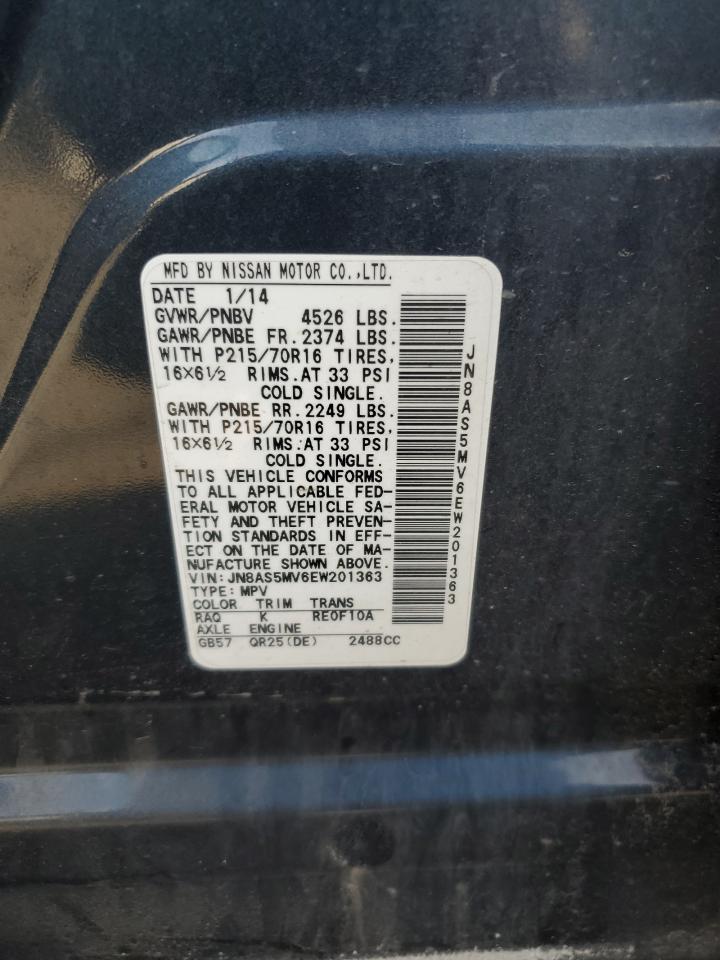 MFD BY NISSAN MOTOR CO.,LTD.
DATE 1/14
GVWR/PNBV 4526 LBS.
GAWR/PNBE FR. 2374 LBS.
WITH P215/70R16 TIRES,
16×6½ RIMS.AT 33 PSI
COLD SINGLE.
GAWR/PNBE RR. 2249 LBS.
WITH P215/70R16 TIRES,
16×6½ RIMS.AT 33 PSI
COLD SINGLE.
THIS VEHICLE CONFORMS
TO ALL APPLICABLE FED-
ERAL MOTOR VEHICLE SA-
FETY AND THEFT PREVEN-
TION STANDARDS IN EFF-
ECT ON THE DATE OF MA-
NUFACTURE SHOWN ABOVE.
VIN: JN8AS5MV6EW201363
TYPE: MPV
COLOR TRIM TRANS
RAQ K RE0F10A
AXLE ENGINE
GB57 QR25(DE) 2488CC
JN8AS5MV6EW201363